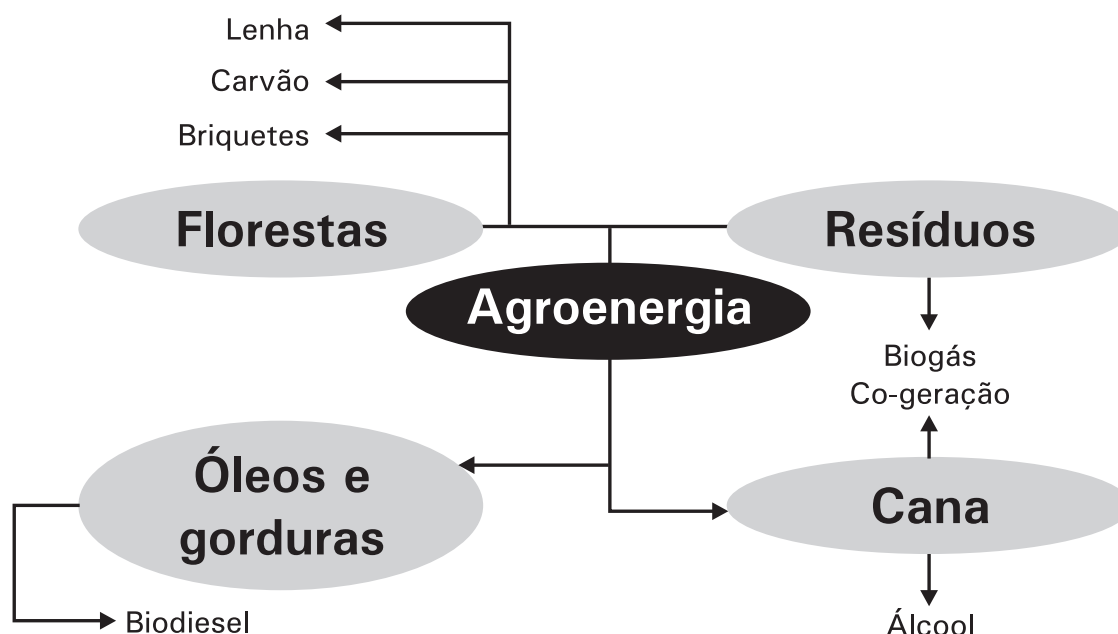 Lenha
Carvão
Briquetes
Florestas
Resíduos
Agroenergia
Biogás
Co-geração
Óleos e
gorduras
Cana
Biodiesel
Álcool